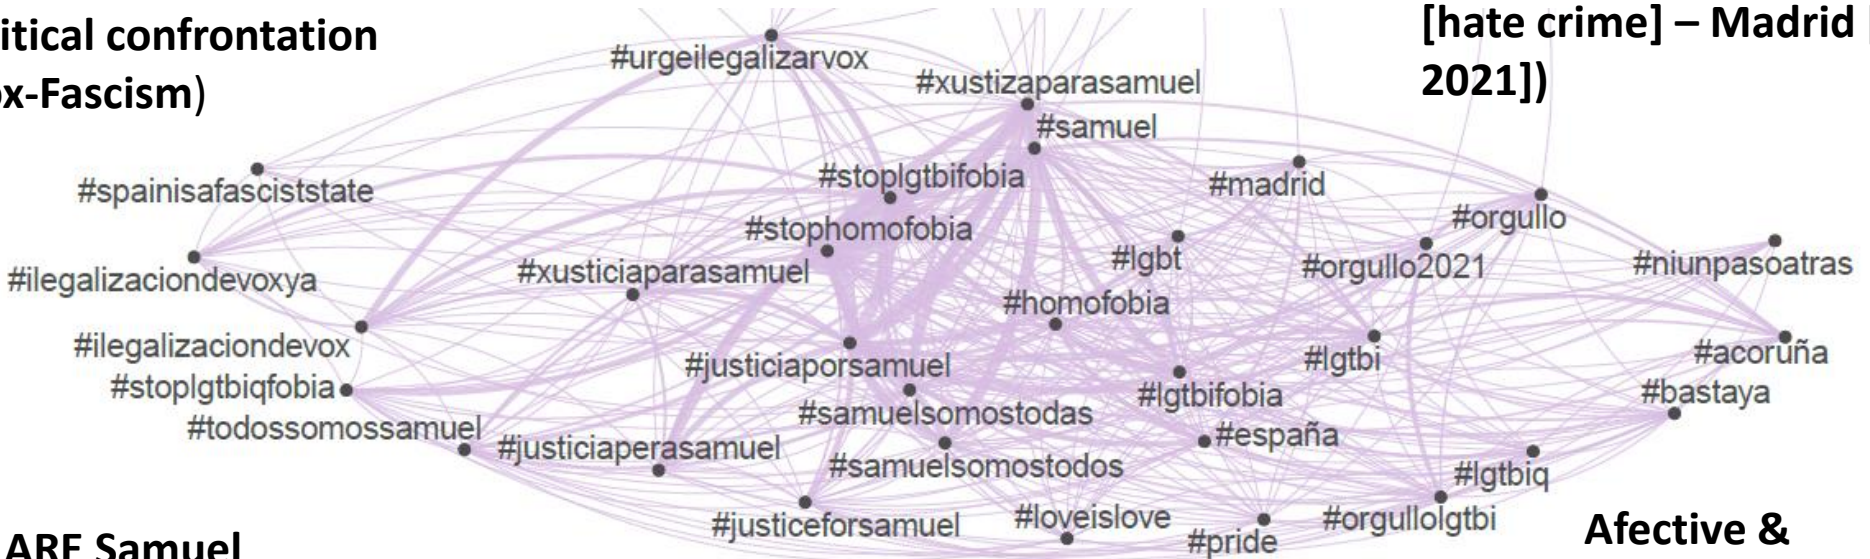 itical confrontation
x-Fascism)
[hate crime] – Madrid
2021])
#urgeilegalizarvox
#xustizaparasamuel
#samuel
#stoplgtbifobia
#madrid
#spainisafasciststate
#orgullo
#stophomofobia
#lgbt
#orgullo2021
#niunpasoatras
#ilegalizaciondevoxya
#xusticiaparasamuel
#homofobia
#ilegalizaciondevox
#justiciaporsamuel
#lgtbi
#acoruña
#stoplgtbiqfobia
#samuelsomostodas
#lgtbifobia
#bastaya
#todossomossamuel
#justiciaperasamuel
#españa
#samuelsomostodos
#lgtbiq
#justiceforsamuel
#loveislove
#pride
#orgullolgtbi
Afective &
ARE Samuel